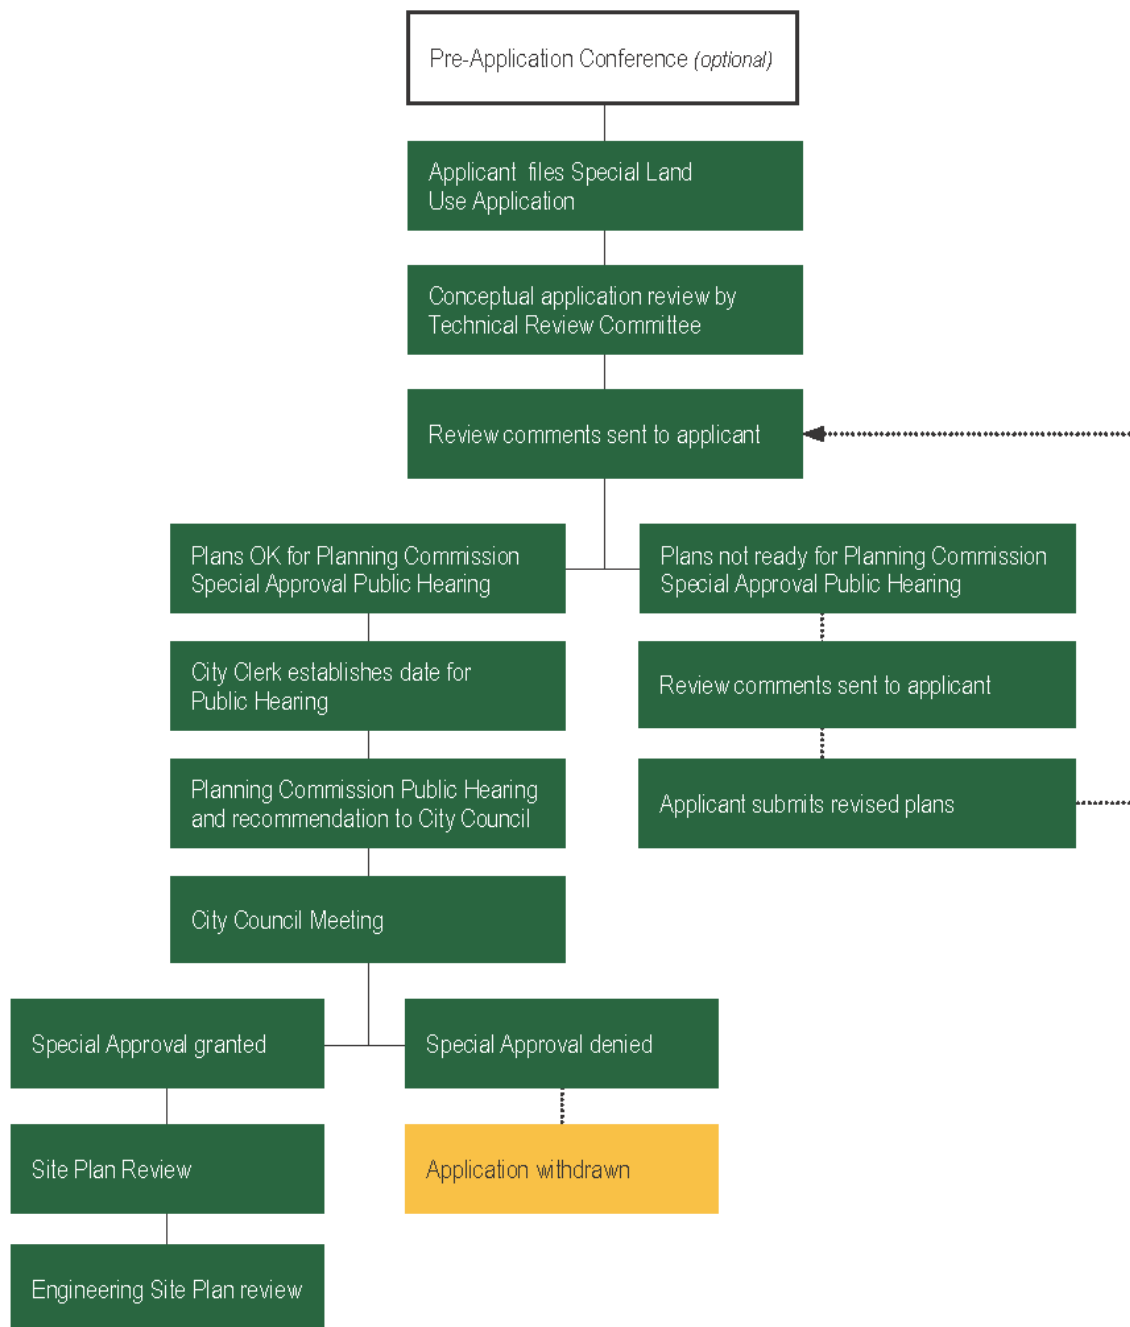 Pre-Application Conference (optional)
Applicant files Special Land
Use Application
Conceptual application review by
Technical Review Committee
Review comments sent to applicant
Plans OK for Planning Commission
Special Approval Public Hearing
Plans not ready for Planning Commission
Special Approval Public Hearing
City Clerk establishes date for
Public Hearing
Review comments sent to applicant
Planning Commission Public Hearing
and recommendation to City Council
Applicant submits revised plans
City Council Meeting
Special Approval granted
Special Approval denied
Site Plan Review
Application withdrawn
Engineering Site Plan review